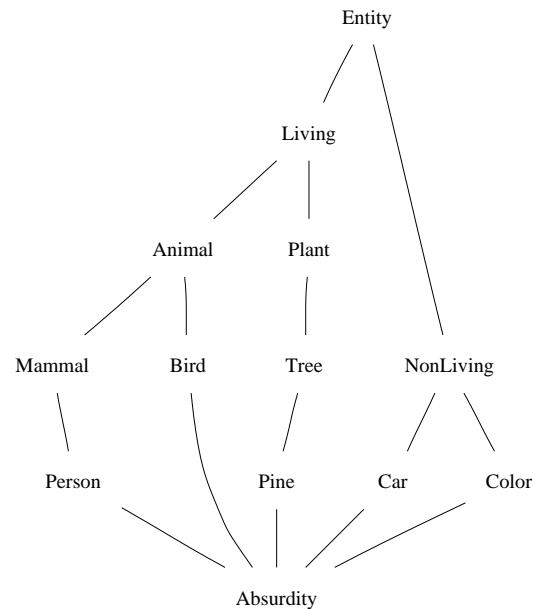 Entity
Living
Animal Plant
Mammal Bird Tree NonLiving
Person Pine Car Color
Absurdity